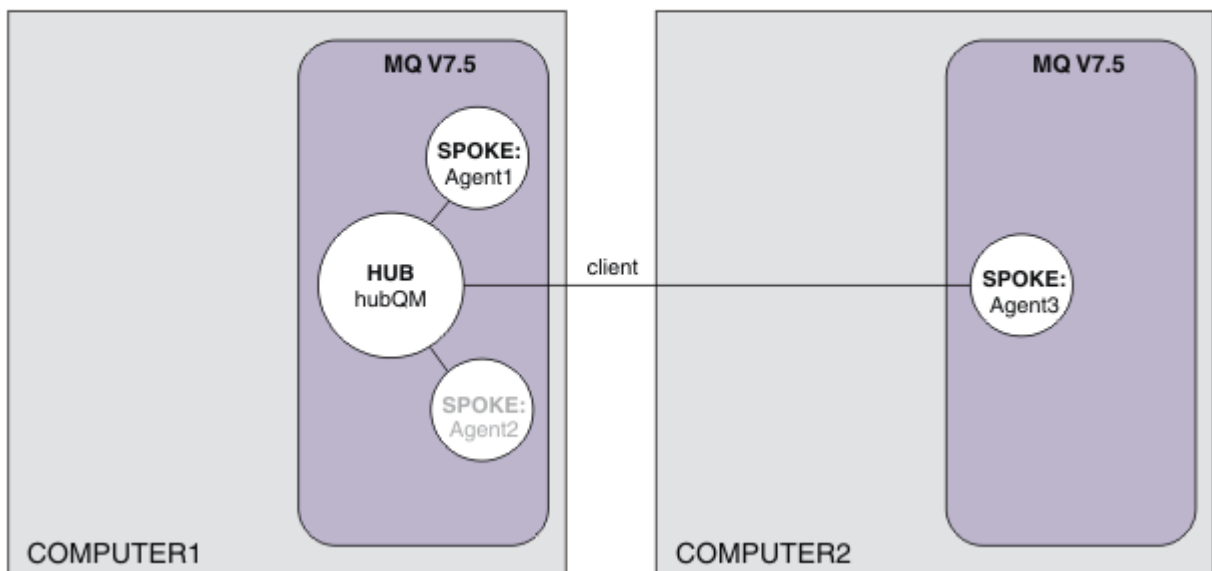 MQ V7.5
SPOKE:
Agent1
HUB
hubQM
SPOKE:
Agent2
COMPUTER1
client
MQ V7.5
SPOKE:
Agent3
COMPUTER2